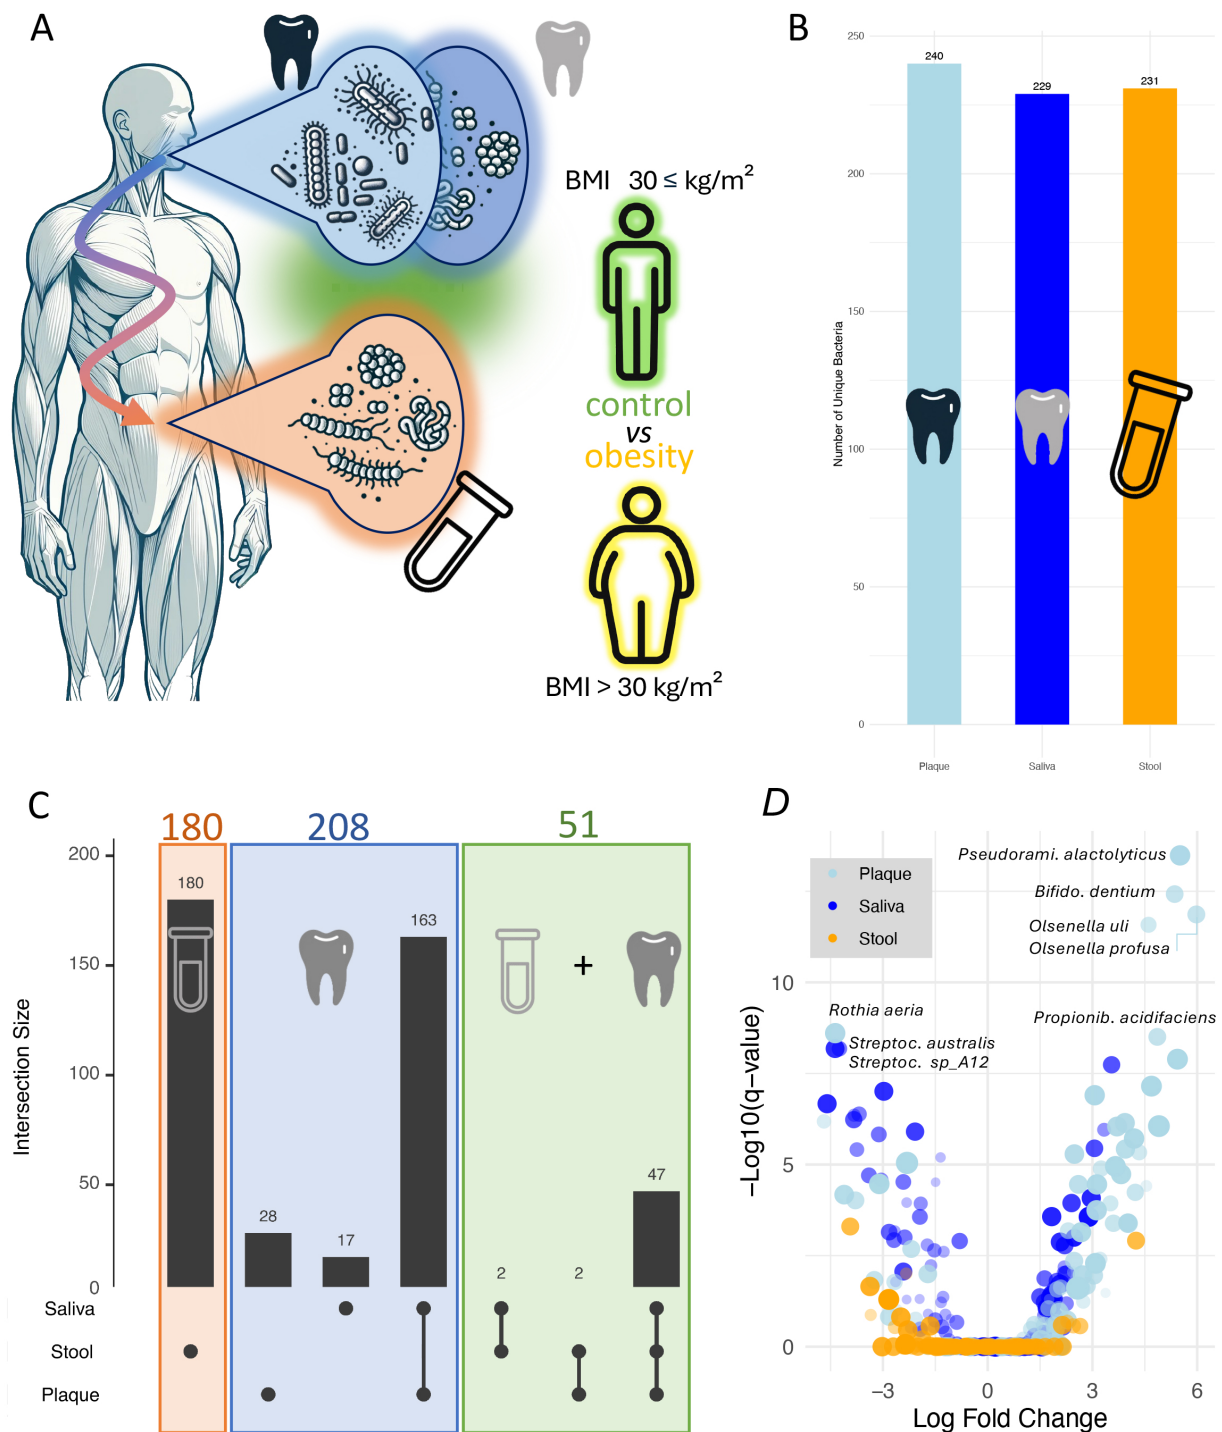 A
BMI 30 ≤ kg/m²
control
vs
obesity
BMI > 30 kg/m²
B
Number of Unique Bacteria
250
200
150
100
50
0
240
229
231
Plaque
Saliva
Stool
C
180
208
51
Intersection Size
200
150
100
50
0
180
28
17
163
2
2
47
+
Saliva
Stool
Plaque
D
Plaque
Saliva
Stool
Pseudorami. alactolyticus
Bifido. dentium
Olsenella uli
Olsenella profusa
Rothia aeria
Propionib. acidifaciens
Streptoc. australis
Streptoc. sp_A12
−Log10(q−value)
10
5
0
−3
0
3
6
Log Fold Change